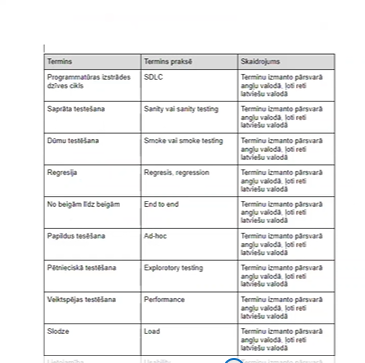 Termins Termins praksē Skaidrojums
Programmatūras izstrādes SDLC Terminu izmanto pārsvarā
dzīves cikls angļu valodā, ļoti reti
latviešu valodā
Saprāta testešana Sanity vai sanity testing Terminu izmanto pārsvarā
angļu valodā, ļoti reti
latviešu valodā
Dūmu testēšana Smoke vai smoke testing Terminu izmanto pārsvarā
angļu valodā, ļoti reti
latviešu valodā
Regresija Regresis, regression Terminu izmanto pārsvarā
angļu valodā, ļoti reti
latviešu valodā
No beigām līdz beigām End to end Terminu izmanto pārsvarā
angļu valodā, ļoti reti
latviešu valodā
Papildus tesēšana Ad-hoc Terminu izmanto pārsvarā
angļu valodā, ļoti reti
latviešu valodā
Pētnieciskā testēšana Explorotory testing Terminu izmanto pārsvarā
angļu valodā, ļoti reti
latviešu valodā
Veiktspējas testēšana Performance Terminu izmanto pārsvarā
angļu valodā, ļoti reti
latviešu valodā
Slodze Load Terminu izmanto pārsvarā
angļu valodā, ļoti reti
latviešu valodā